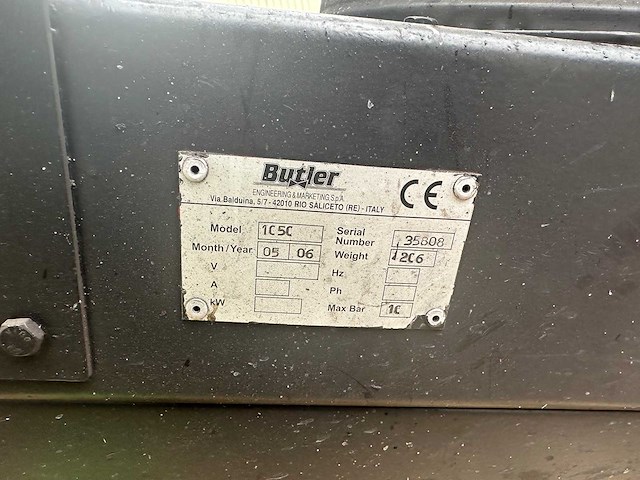 Butler
ENGINEERING & MARKETING S.p.A.
Via Balduina, 5/7 - 42010 RIO SALICETO (RE) - ITALY
CE
Model 1050 Serial Number 35808
Month/Year 05 06 Weight 1206
V Hz
A Ph
kW Max Bar 10